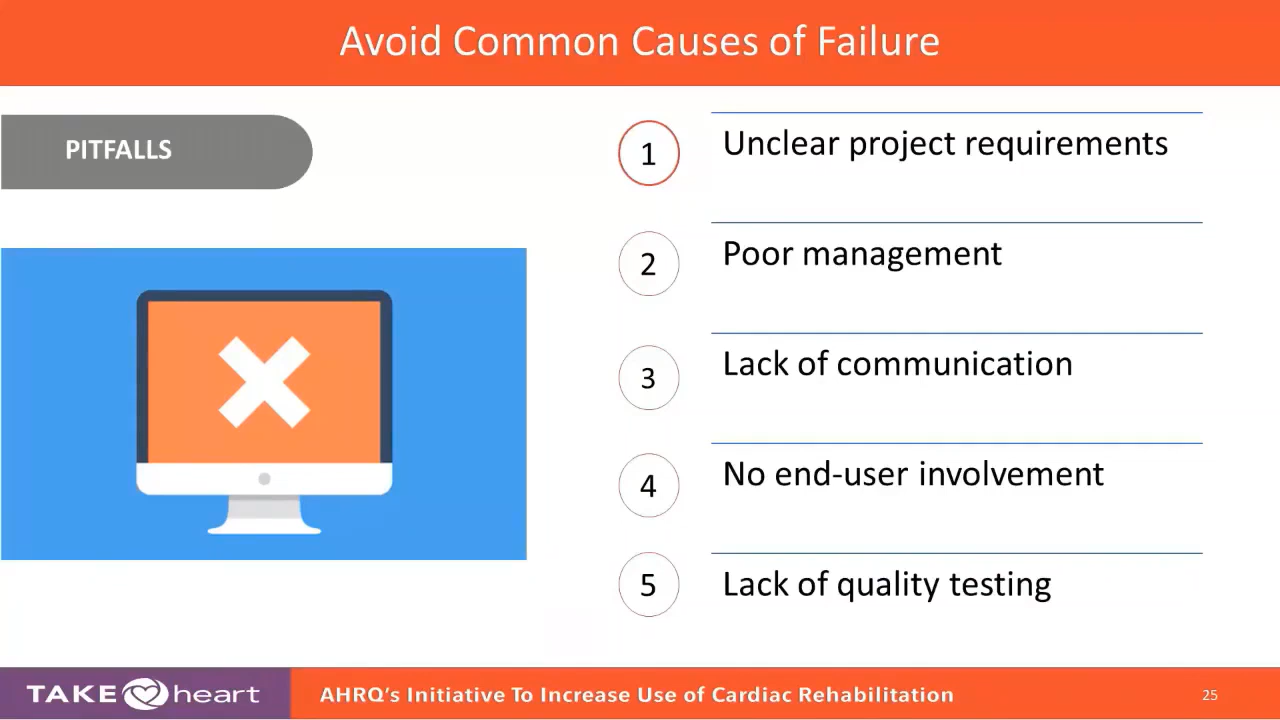 Avoid Common Causes of Failure
PITFALLS
1 Unclear project requirements
2 Poor management
3 Lack of communication
4 No end-user involvement
5 Lack of quality testing
TAKE heart
AHRQ's Initiative To Increase Use of Cardiac Rehabilitation
25